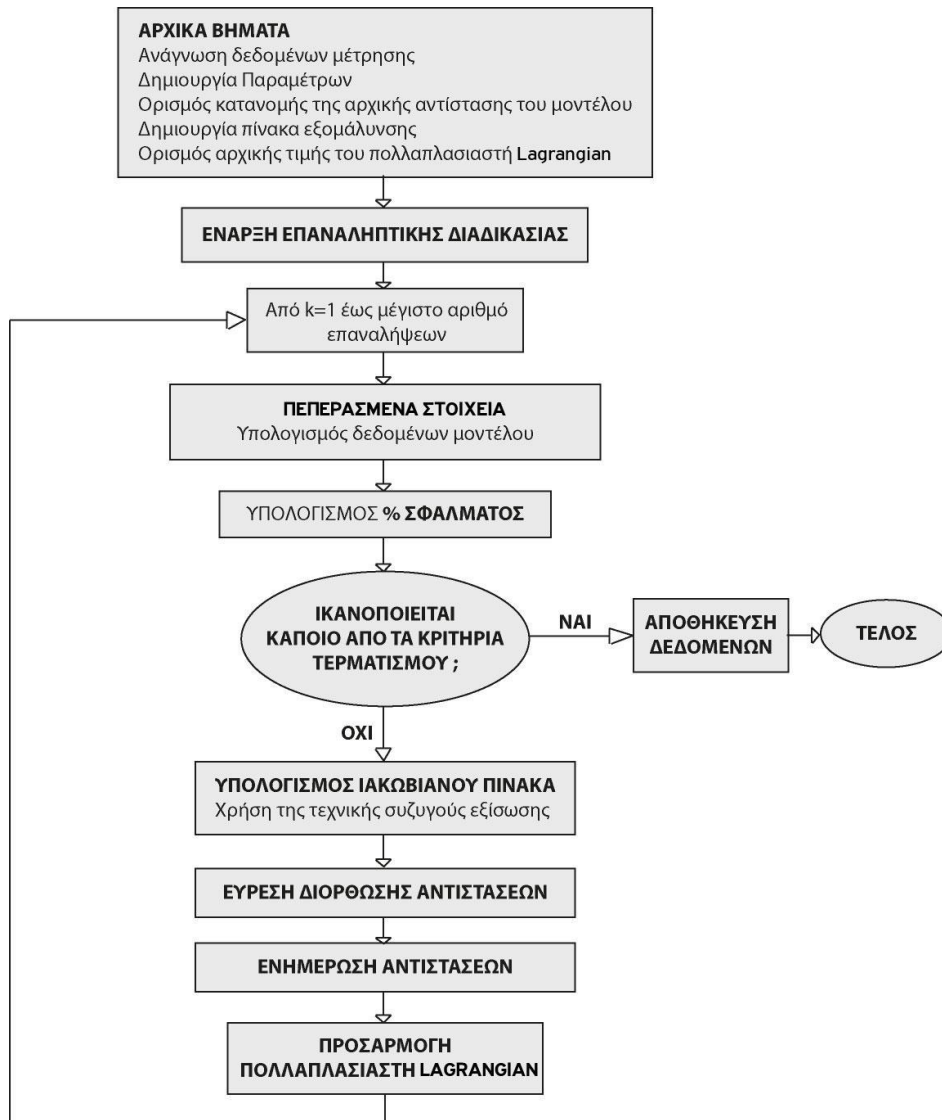 ΑΡΧΙΚΑ ΒΗΜΑΤΑ
Ανάγνωση δεδομένων μέτρησης
Δημιουργία Παραμέτρων
Ορισμός κατανομής της αρχικής αντίστασης του μοντέλου
Δημιουργία πίνακα εξομάλυνσης
Ορισμός αρχικής τιμής του πολλαπλασιαστή Lagrangian
ΕΝΑΡΞΗ ΕΠΑΝΑΛΗΠΤΙΚΗΣ ΔΙΑΔΙΚΑΣΙΑΣ
Από k=1 έως μέγιστο αριθμό
επαναλήψεων
ΠΕΠΕΡΑΣΜΕΝΑ ΣΤΟΙΧΕΙΑ
Υπολογισμός δεδομένων μοντέλου
ΥΠΟΛΟΓΙΣΜΟΣ % ΣΦΑΛΜΑΤΟΣ
ΙΚΑΝΟΠΟΙΕΙΤΑΙ
ΚΑΠΟΙΟ ΑΠΟ ΤΑ ΚΡΙΤΗΡΙΑ
ΤΕΡΜΑΤΙΣΜΟΥ ;
ΝΑΙ
ΑΠΟΘΗΚΕΥΣΗ
ΔΕΔΟΜΕΝΩΝ
ΤΕΛΟΣ
ΟΧΙ
ΥΠΟΛΟΓΙΣΜΟΣ ΙΑΚΩΒΙΑΝΟΥ ΠΙΝΑΚΑ
Χρήση της τεχνικής συζυγούς εξίσωσης
ΕΥΡΕΣΗ ΔΙΟΡΘΩΣΗΣ ΑΝΤΙΣΤΑΣΕΩΝ
ΕΝΗΜΕΡΩΣΗ ΑΝΤΙΣΤΑΣΕΩΝ
ΠΡΟΣΑΡΜΟΓΗ
ΠΟΛΛΑΠΛΑΣΙΑΣΤΗ LAGRANGIAN